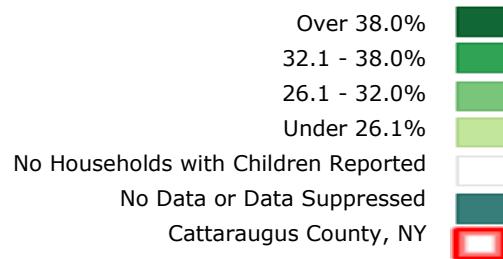 Over 38.0%
32.1 - 38.0%
26.1 - 32.0%
Under 26.1%
No Households with Children Reported
No Data or Data Suppressed
Cattaraugus County, NY